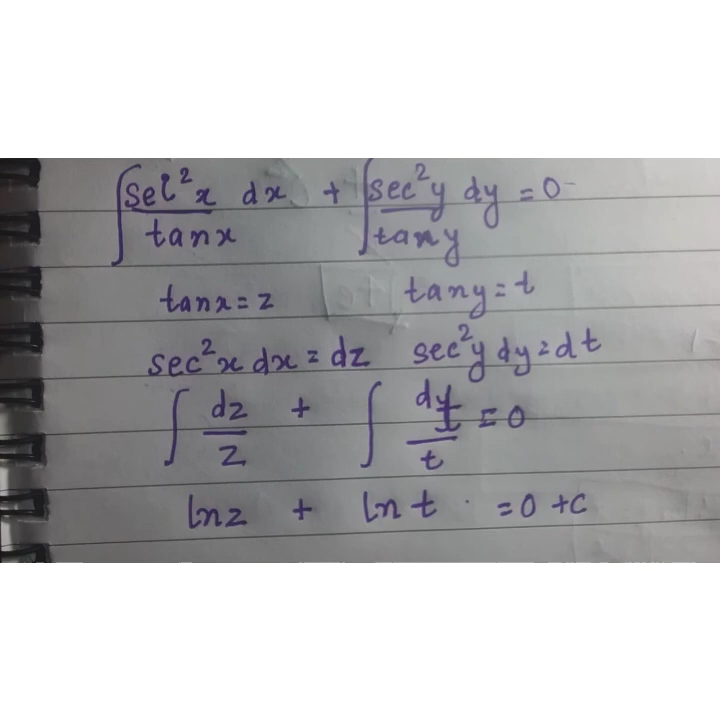 ∫ sec²x/tanx dx + ∫ sec²y/tany dy = 0
tanx = z tany = t
sec²x dx = dz sec²y dy = dt
∫ dz/z + ∫ dt/t = 0
lnz + ln t = 0 + c